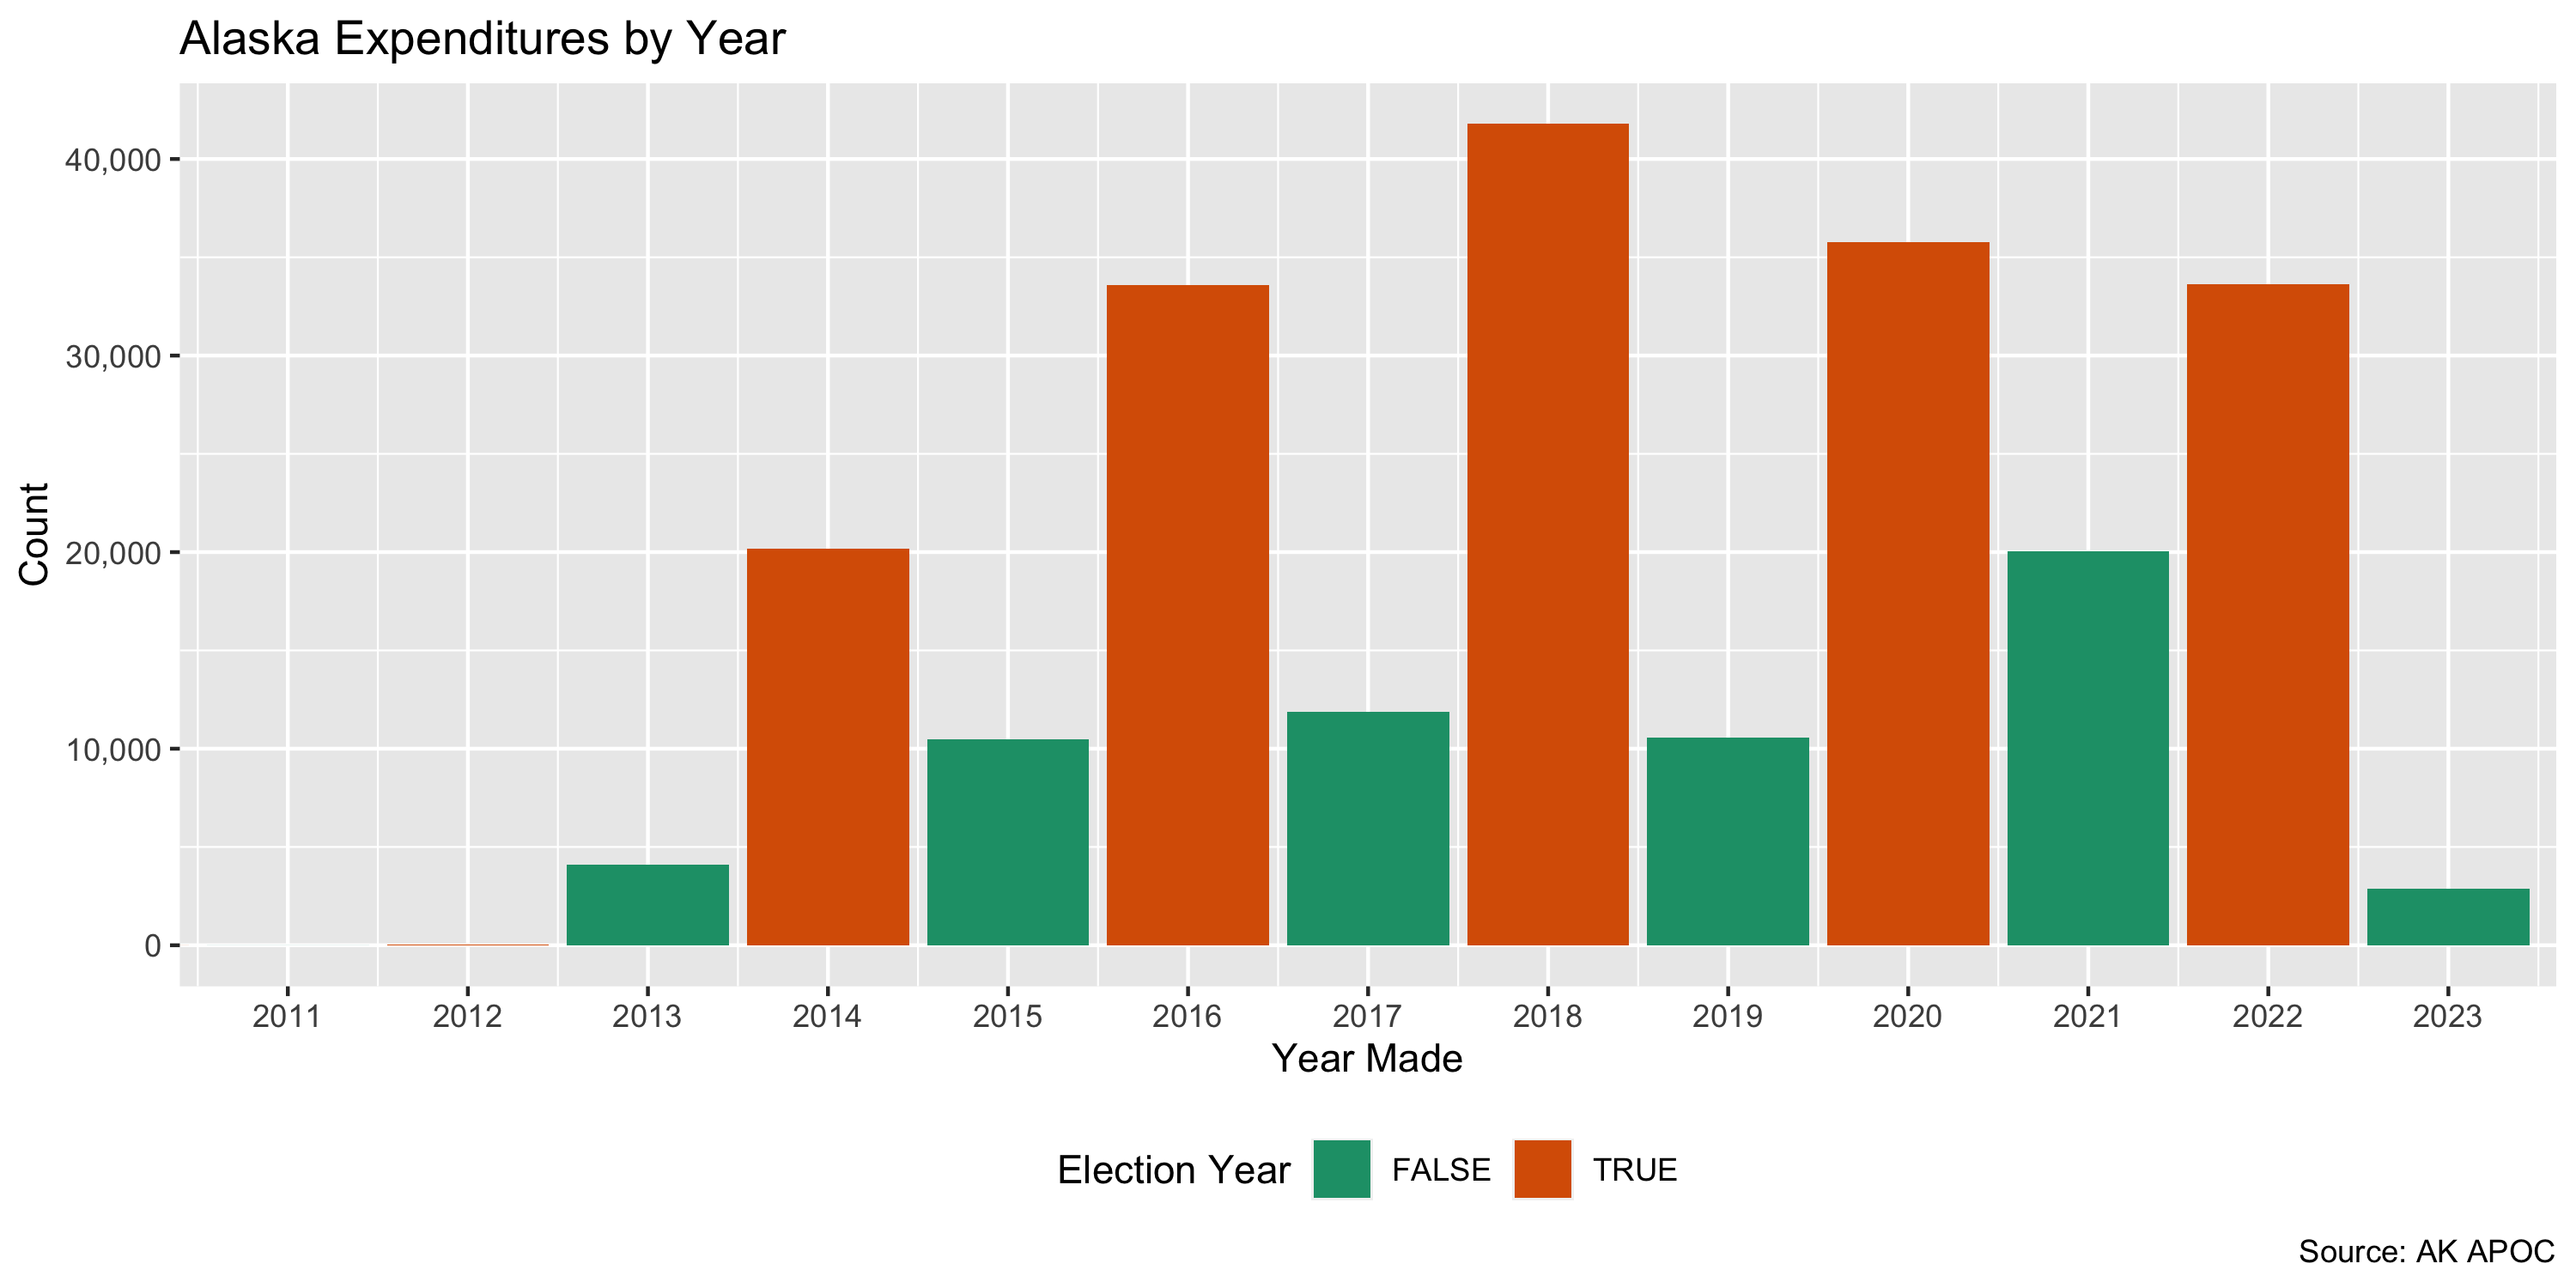 Alaska Expenditures by Year
Count
40,000
30,000
20,000
10,000
0
2011 2012 2013 2014 2015 2016 2017 2018 2019 2020 2021 2022 2023
Year Made
Election Year FALSE TRUE
Source: AK APOC